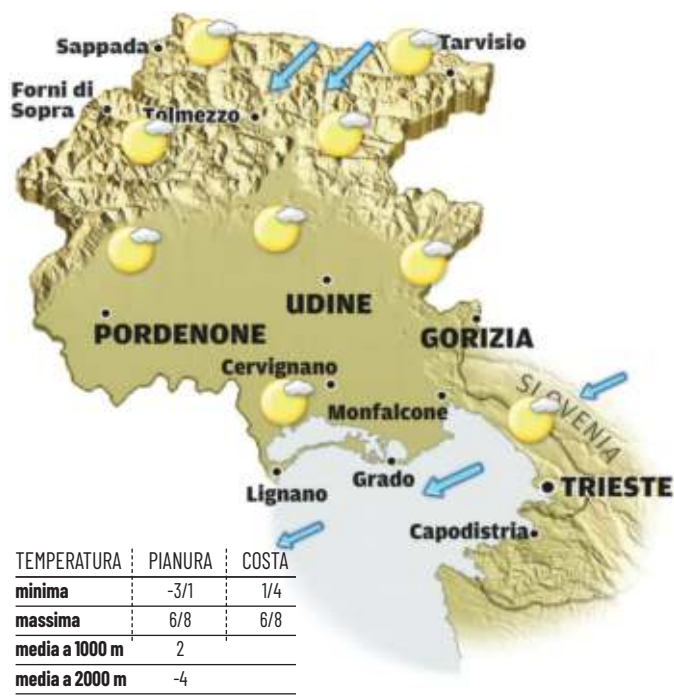 Sappada
Tarvisio
Forni di
Sopra
Tolmezzo
UDINE
PORDENONE
GORIZIA
Cervignano
SLOVENIA
Monfalcone
Lignano
Grado
TRIESTE
Capodistria
TEMPERATURA PIANURA COSTA
minima -3/1 1/4
massima 6/8 6/8
media a 1000 m 2
media a 2000 m -4